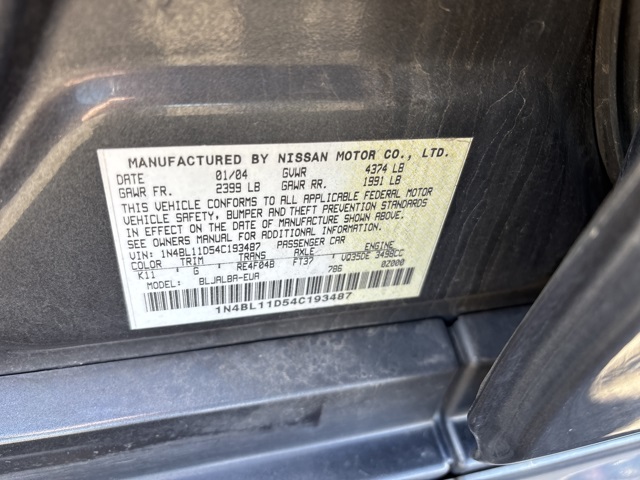 MANUFACTURED BY NISSAN MOTOR CO., LTD.
DATE 01/04 GVWR 4374 LB
GAWR FR. 2399 LB GAWR RR. 1991 LB
THIS VEHICLE CONFORMS TO ALL APPLICABLE FEDERAL MOTOR
VEHICLE SAFETY, BUMPER AND THEFT PREVENTION STANDARDS
IN EFFECT ON THE DATE OF MANUFACTURE SHOWN ABOVE.
SEE OWNERS MANUAL FOR ADDITIONAL INFORMATION
VIN: 1N4BL11D54C193487 PASSENGER CAR
COLOR TRIM TRANS AXLE ENGINE
K11 G RE4F04B FT37 VQ35DE 3498CC
MODEL: BLJALBA-EUA 786 02000
1N4BL11D54C193487